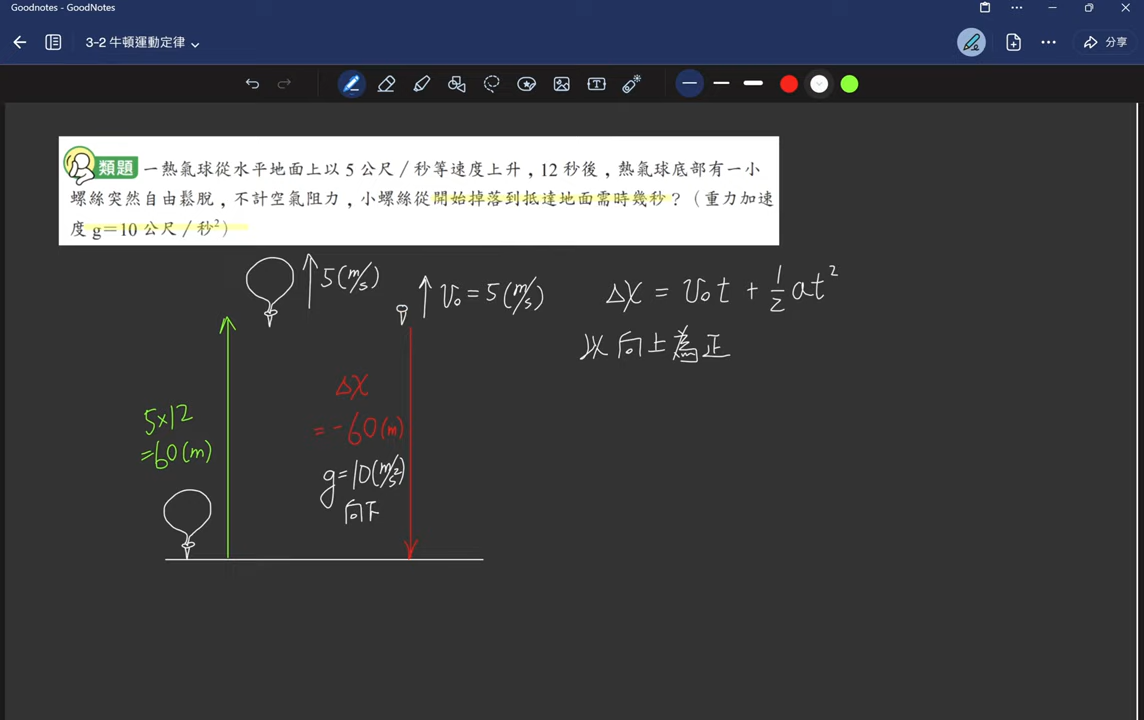 Goodnotes - GoodNotes
3-2 牛頓運動定律
分享
類題 一熱氣球從水平地面上以 5 公尺／秒等速度上升，12 秒後，熱氣球底部有一小
螺絲突然自由鬆脫，不計空氣阻力，小螺絲從開始掉落到抵達地面需時幾秒？（重力加速
度 g＝10 公尺／秒²）
5(m/s)
V₀ = 5(m/s)
ΔX = V₀t + 1/2 at²
以向上為正
5×12
=60(m)
ΔX
= -60(m)
g=10(m/s²)
向下